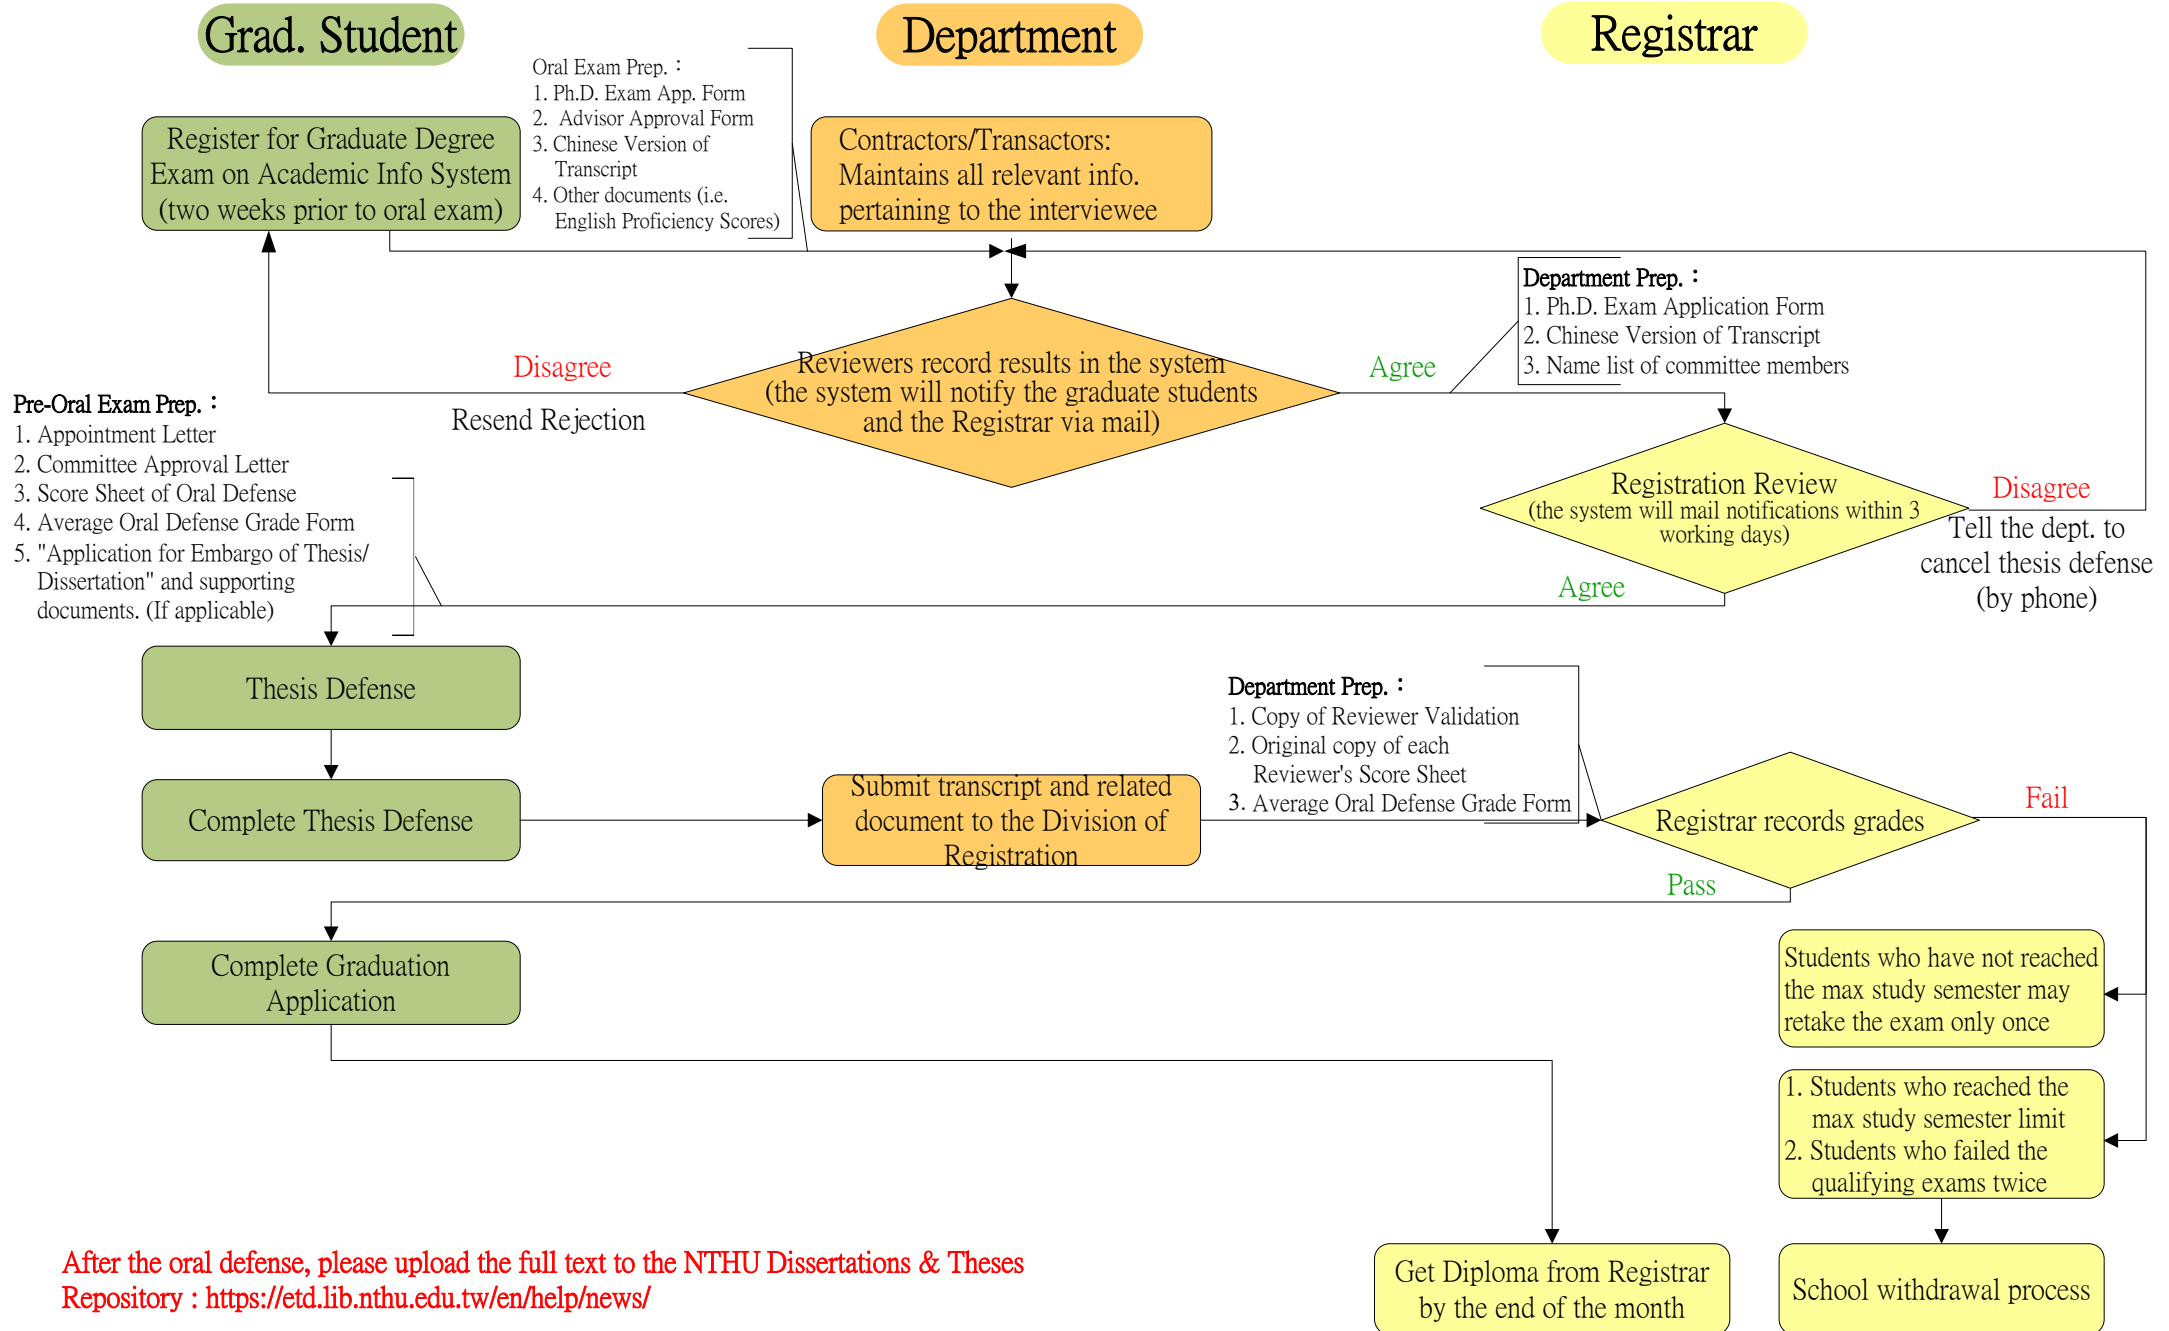 Grad. Student
Department
Registrar
Oral Exam Prep.：
1. Ph.D. Exam App. Form
2. Advisor Approval Form
3. Chinese Version of
Transcript
4. Other documents (i.e.
English Proficiency Scores)
Register for Graduate Degree
Exam on Academic Info System
(two weeks prior to oral exam)
Contractors/Transactors:
Maintains all relevant info.
pertaining to the interviewee
Department Prep.：
1. Ph.D. Exam Application Form
2. Chinese Version of Transcript
3. Name list of committee members
Disagree
Resend Rejection
Reviewers record results in the system
(the system will notify the graduate students
and the Registrar via mail)
Agree
Pre-Oral Exam Prep.：
1. Appointment Letter
2. Committee Approval Letter
3. Score Sheet of Oral Defense
4. Average Oral Defense Grade Form
5. "Application for Embargo of Thesis/
Dissertation" and supporting
documents. (If applicable)
Registration Review
(the system will mail notifications within 3
working days)
Disagree
Tell the dept. to
cancel thesis defense
(by phone)
Agree
Thesis Defense
Department Prep.：
1. Copy of Reviewer Validation
2. Original copy of each
Reviewer's Score Sheet
3. Average Oral Defense Grade Form
Complete Thesis Defense
Submit transcript and related
document to the Division of
Registration
Registrar records grades
Fail
Pass
Complete Graduation
Application
Students who have not reached
the max study semester may
retake the exam only once
1. Students who reached the
max study semester limit
2. Students who failed the
qualifying exams twice
After the oral defense, please upload the full text to the NTHU Dissertations & Theses
Repository : https://etd.lib.nthu.edu.tw/en/help/news/
Get Diploma from Registrar
by the end of the month
School withdrawal process